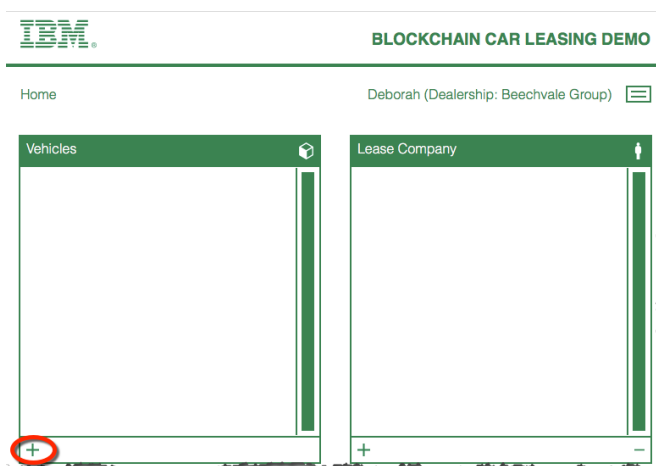 IBM®
BLOCKCHAIN CAR LEASING DEMO
Home
Deborah (Dealership: Beechvale Group)
Vehicles
Lease Company
+
+ −